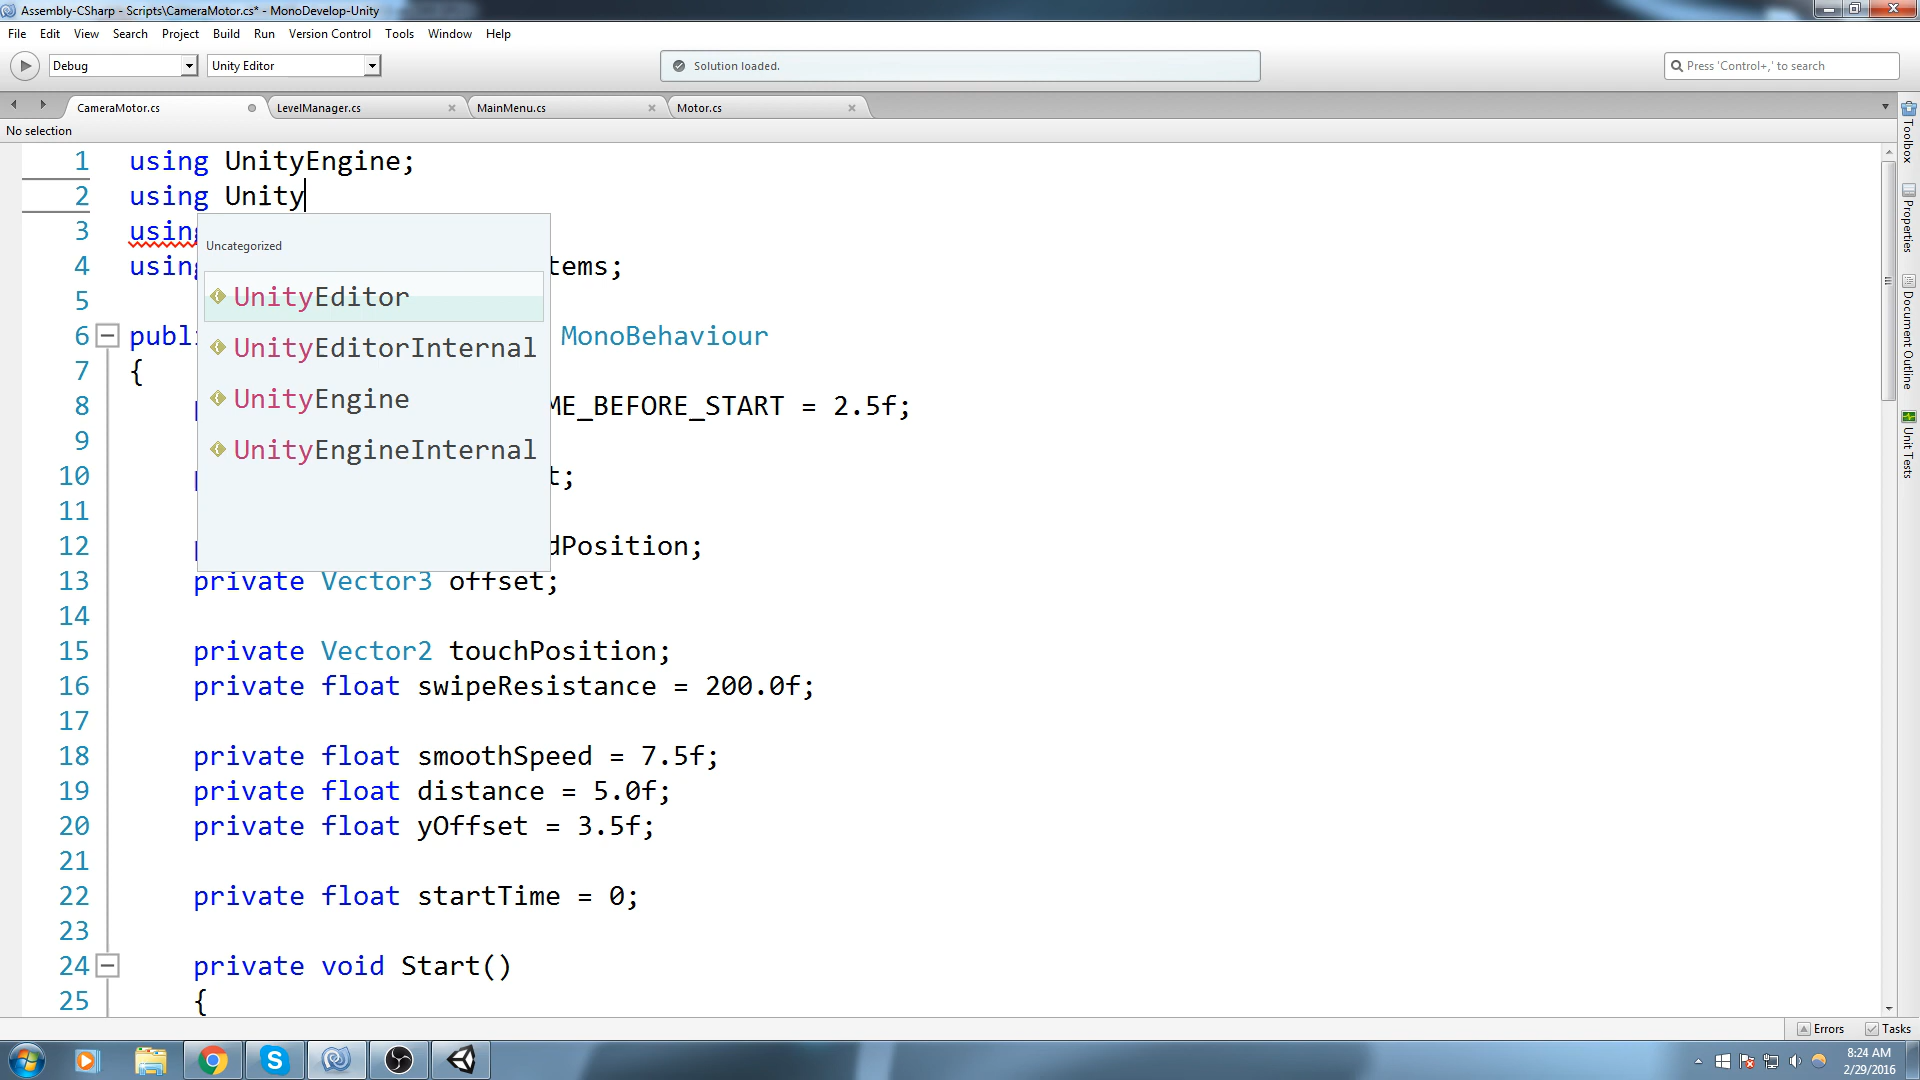 Assembly-CSharp - Scripts\CameraMotor.cs* - MonoDevelop-Unity
File Edit View Search Project Build Run Version Control Tools Window Help
Debug Unity Editor Solution loaded. Press 'Control+,' to search
CameraMotor.cs LevelManager.cs MainMenu.cs Motor.cs
No selection
1 using UnityEngine;
2 using Unity
3 using
4 using tems;
5
6 publi MonoBehaviour
7 {
8 ME_BEFORE_START = 2.5f;
9
10 t;
11
12 dPosition;
13 private Vector3 offset;
14
15 private Vector2 touchPosition;
16 private float swipeResistance = 200.0f;
17
18 private float smoothSpeed = 7.5f;
19 private float distance = 5.0f;
20 private float yOffset = 3.5f;
21
22 private float startTime = 0;
23
24 private void Start()
25 {
Uncategorized
UnityEditor
UnityEditorInternal
UnityEngine
UnityEngineInternal
Toolbox
Properties
Document Outline
Unit Tests
Errors Tasks
8:24 AM
2/29/2016